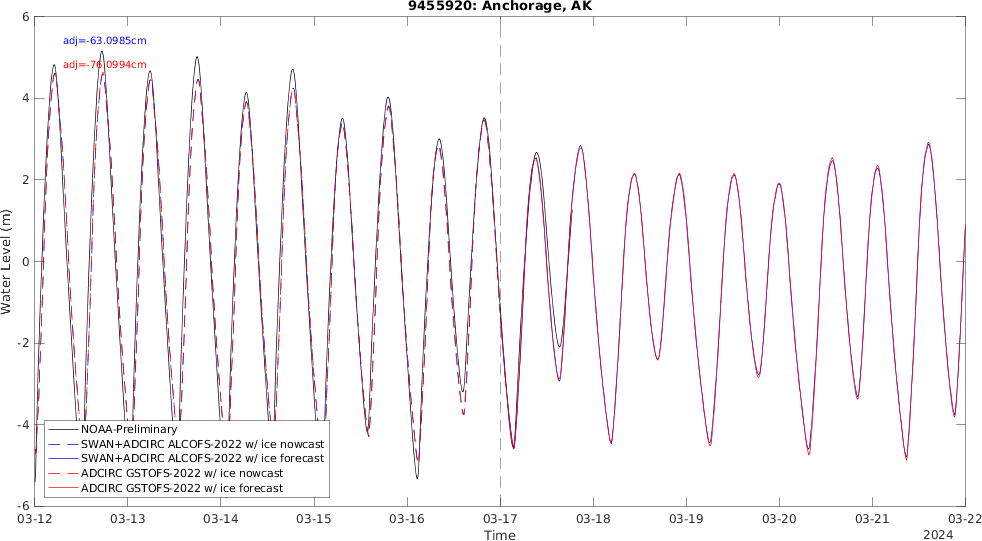 9455920: Anchorage, AK
adj=-63.0985cm
adj=-76.0994cm
6
4
2
0
-2
-4
-6
Water Level (m)
NOAA-Preliminary
SWAN+ADCIRC ALCOFS-2022 w/ ice nowcast
SWAN+ADCIRC ALCOFS-2022 w/ ice forecast
ADCIRC GSTOFS-2022 w/ ice nowcast
ADCIRC GSTOFS-2022 w/ ice forecast
03-12 03-13 03-14 03-15 03-16 03-17 03-18 03-19 03-20 03-21 03-22
Time
2024